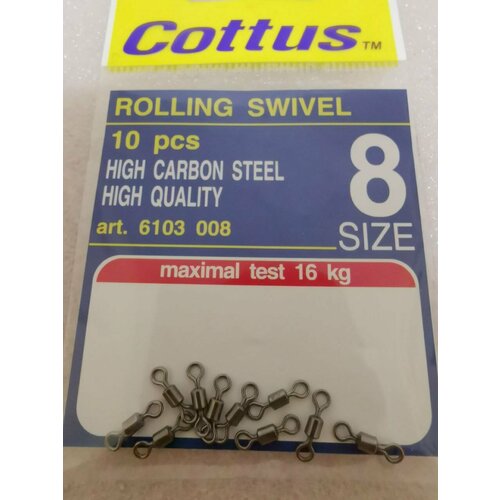 Cottus™
ROLLING SWIVEL
10 pcs
HIGH CARBON STEEL
HIGH QUALITY
art. 6103 008
8
SIZE
maximal test 16 kg